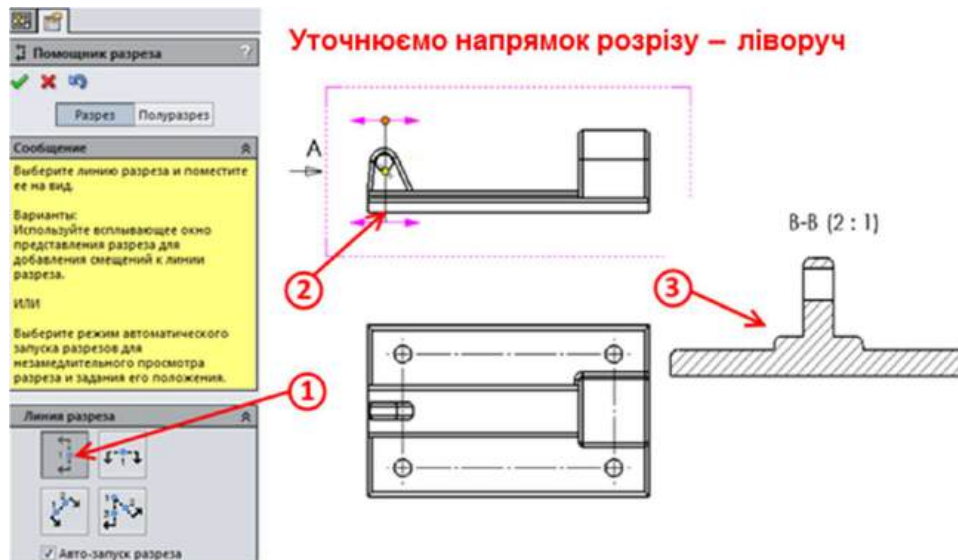 Помощник разреза ?
Разрез Полуразрез
Сообщение
Выберите линию разреза и поместите
ее на вид.
Варианты:
Используйте всплывающее окно
представления разреза для
добавления смещений к линии
разреза.
ИЛИ
Выберите режим автоматического
запуска разрезов для
незамедлительного просмотра
разреза и задания его положения.
Линия разреза
Авто-запуск разреза
Уточнюємо напрямок розрізу – ліворуч
A
B-B (2 : 1)
1
2
3